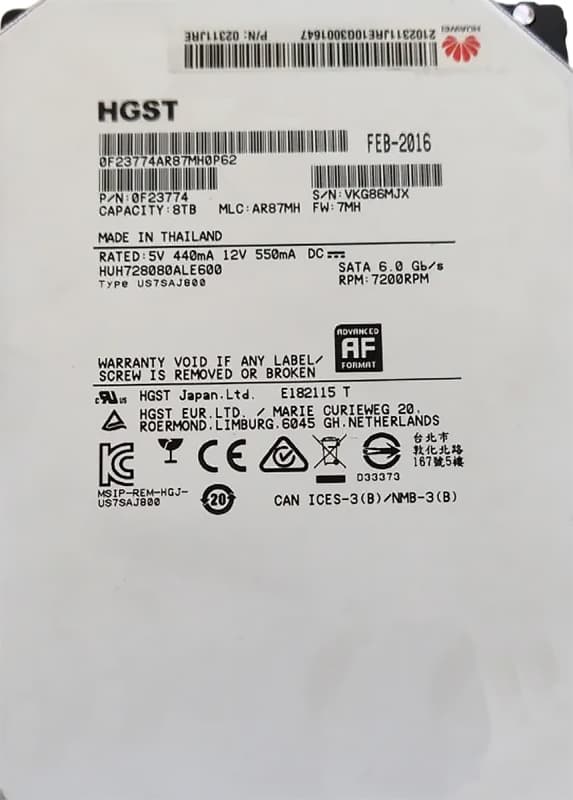 HUAWEI
2102311JRE10G3001647 P/N: 02311JRE
HGST
FEB-2016
0F23774AR87MH0P62
P/N:0F23774 S/N:VKG86MJX
CAPACITY:8TB MLC:AR87MH FW:7MH
MADE IN THAILAND
RATED:5V 440mA 12V 550mA DC
HUH728080ALE600 SATA 6.0 Gb/s
Type US7SAJ800 RPM:7200RPM
ADVANCED
AF
FORMAT
WARRANTY VOID IF ANY LABEL/
SCREW IS REMOVED OR BROKEN
c RU us HGST Japan.Ltd. E182115 T
HGST EUR.LTD. / MARIE CURIEWEG 20.
ROERMOND.LIMBURG.6045 GH.NETHERLANDS
台北市
敦化北路
167號5樓
D33373
MSIP-REM-HGJ-
US7SAJ800
20
CAN ICES-3(B)/NMB-3(B)